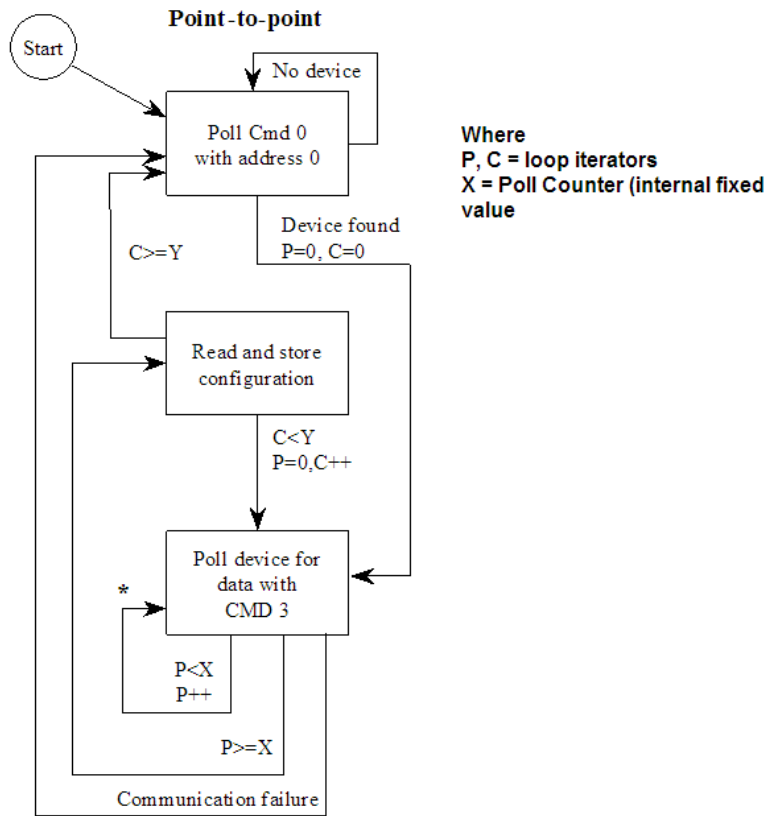 Point-to-point
Start
No device
Poll Cmd 0
with address 0
Where
P, C = loop iterators
X = Poll Counter (internal fixed
value
Device found
P=0, C=0
C>=Y
Read and store
configuration
C<Y
P=0,C++
Poll device for
data with
CMD 3
*
P<X
P++
P>=X
Communication failure